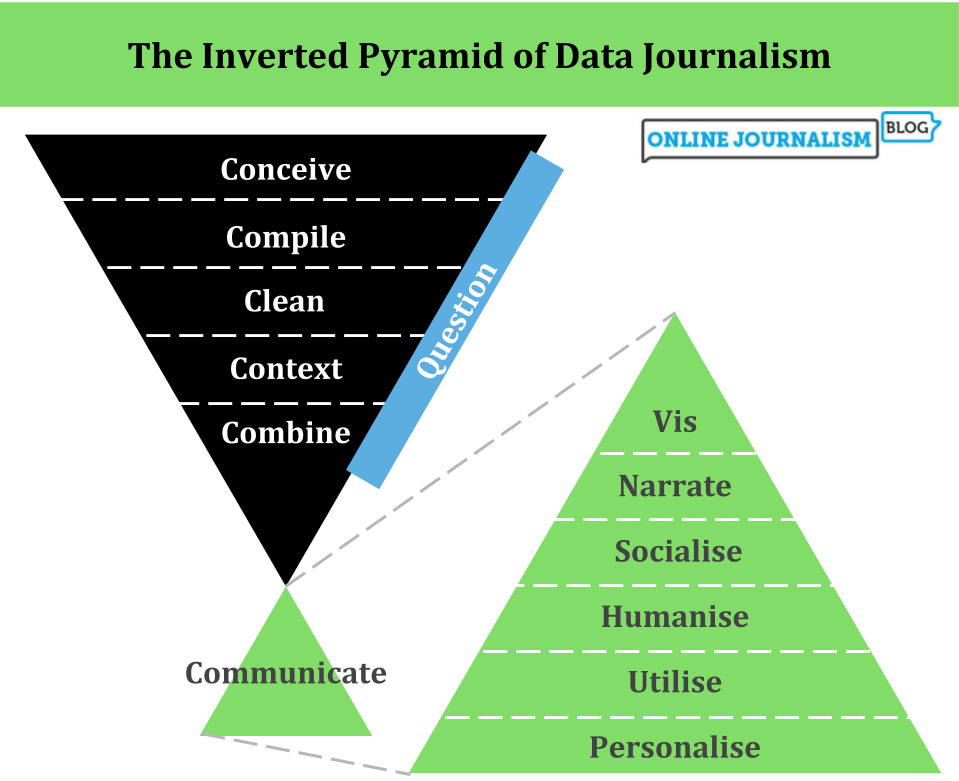 The Inverted Pyramid of Data Journalism
ONLINE JOURNALISM
BLOG
Conceive
Compile
Clean
Context
Combine
Question
Communicate
Vis
Narrate
Socialise
Humanise
Utilise
Personalise